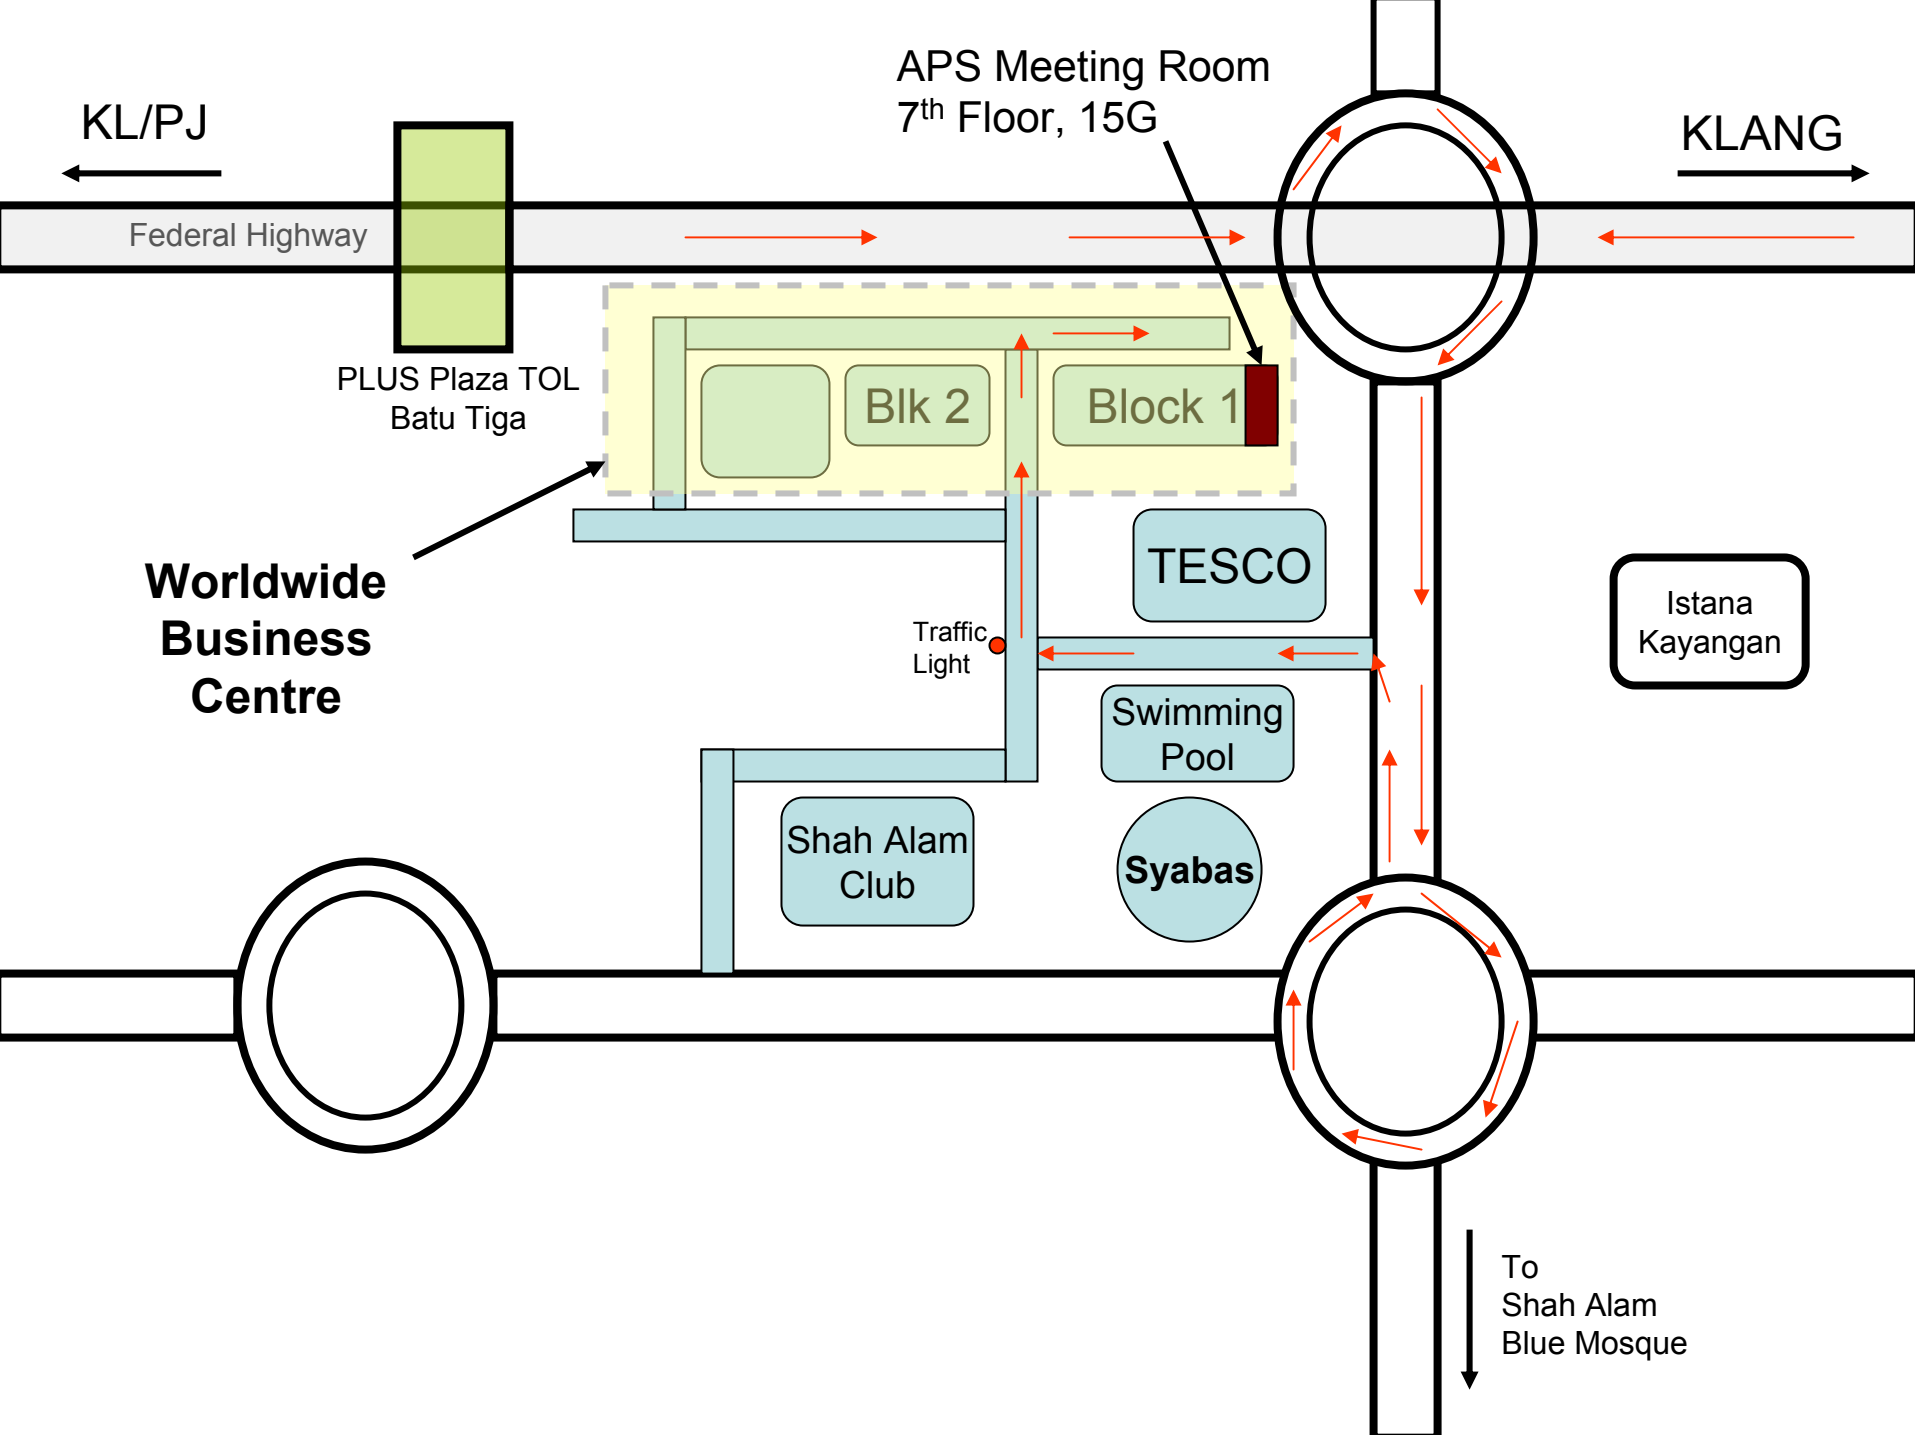 APS Meeting Room
7th Floor, 15G
KL/PJ
KLANG
Federal Highway
PLUS Plaza TOL
Batu Tiga
Blk 2
Block 1
Worldwide
Business
Centre
TESCO
Istana
Kayangan
Traffic
Light
Swimming
Pool
Shah Alam
Club
Syabas
To
Shah Alam
Blue Mosque